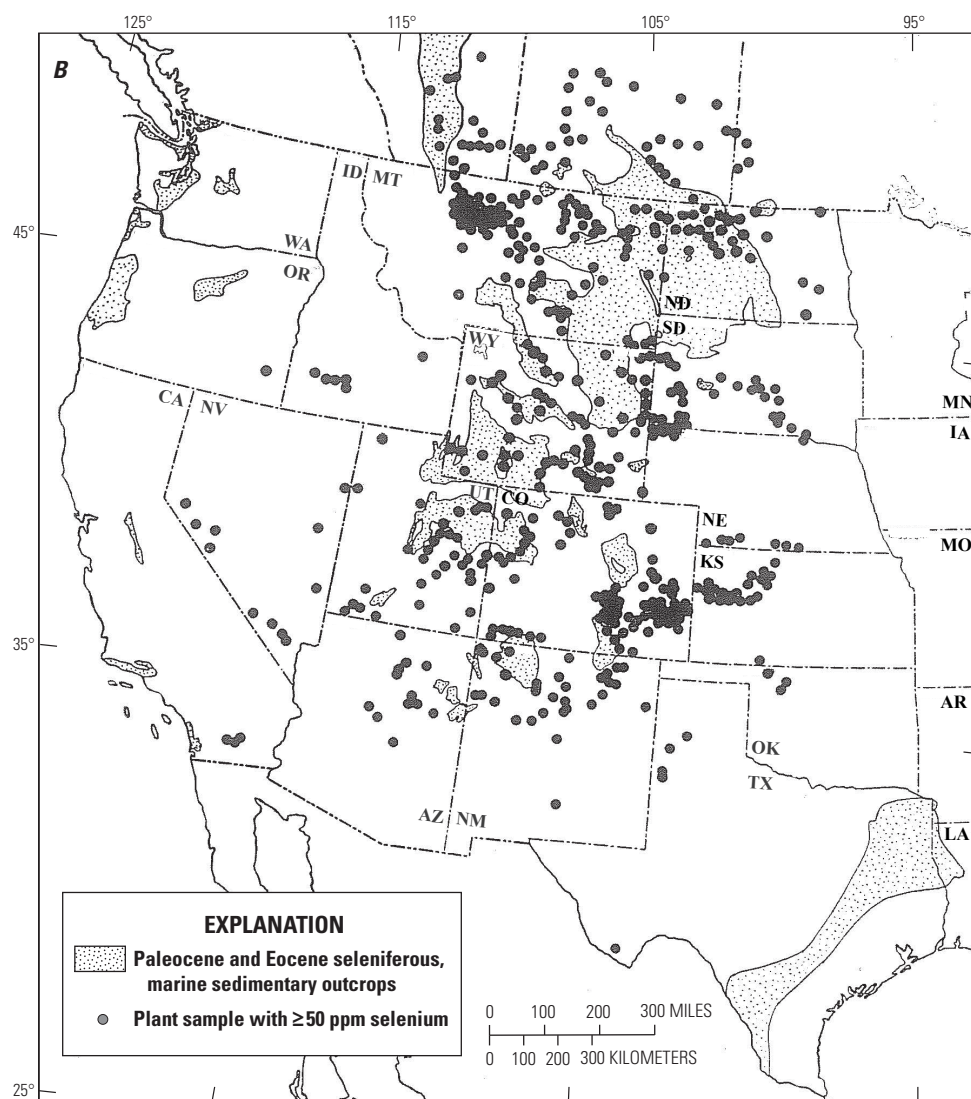 125°
115°
105°
95°
B
ID
MT
45°
WA
OR
ND
SD
WY
CA
NV
MN
IA
UT
CO
NE
KS
MO
35°
AR
OK
TX
AZ
NM
LA
EXPLANATION
Paleocene and Eocene seleniferous,
marine sedimentary outcrops
Plant sample with ≥50 ppm selenium
0 100 200 300 MILES
0 100 200 300 KILOMETERS
25°